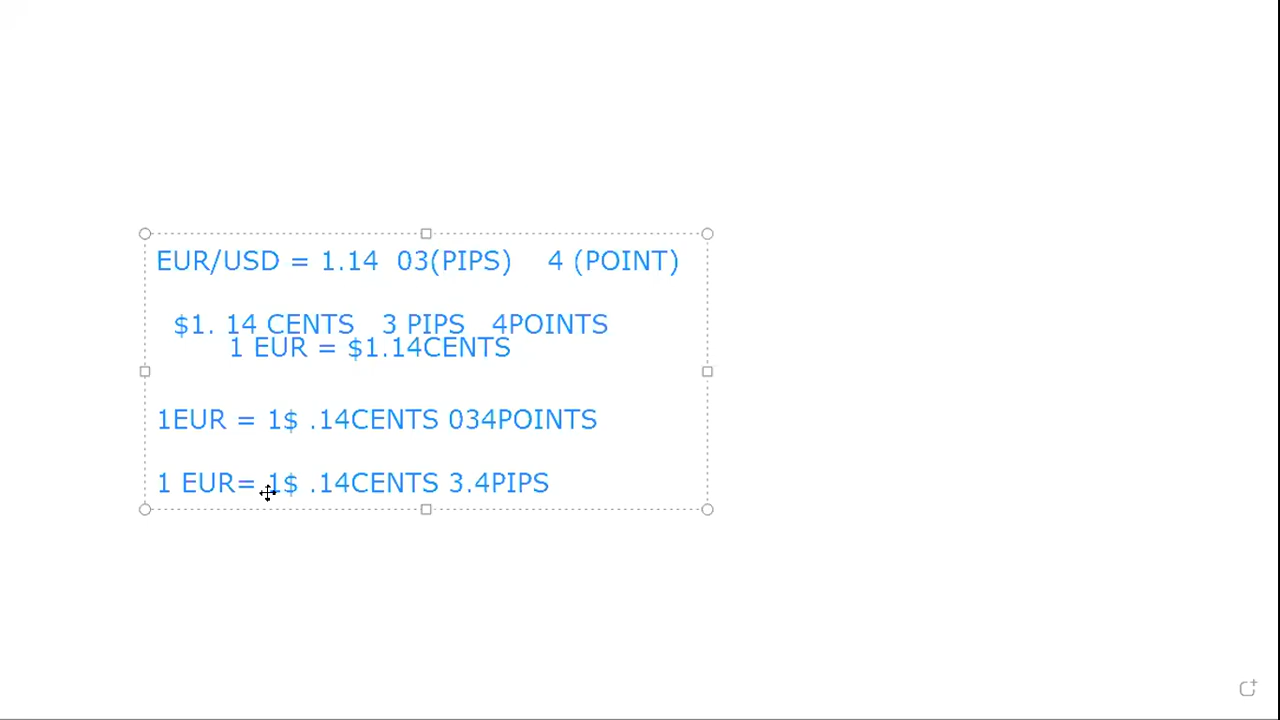 EUR/USD = 1.14 03(PIPS) 4 (POINT)
$1. 14 CENTS 3 PIPS 4POINTS
1 EUR = $1.14CENTS
1EUR = 1$ .14CENTS 034POINTS
1 EUR= 1$ .14CENTS 3.4PIPS